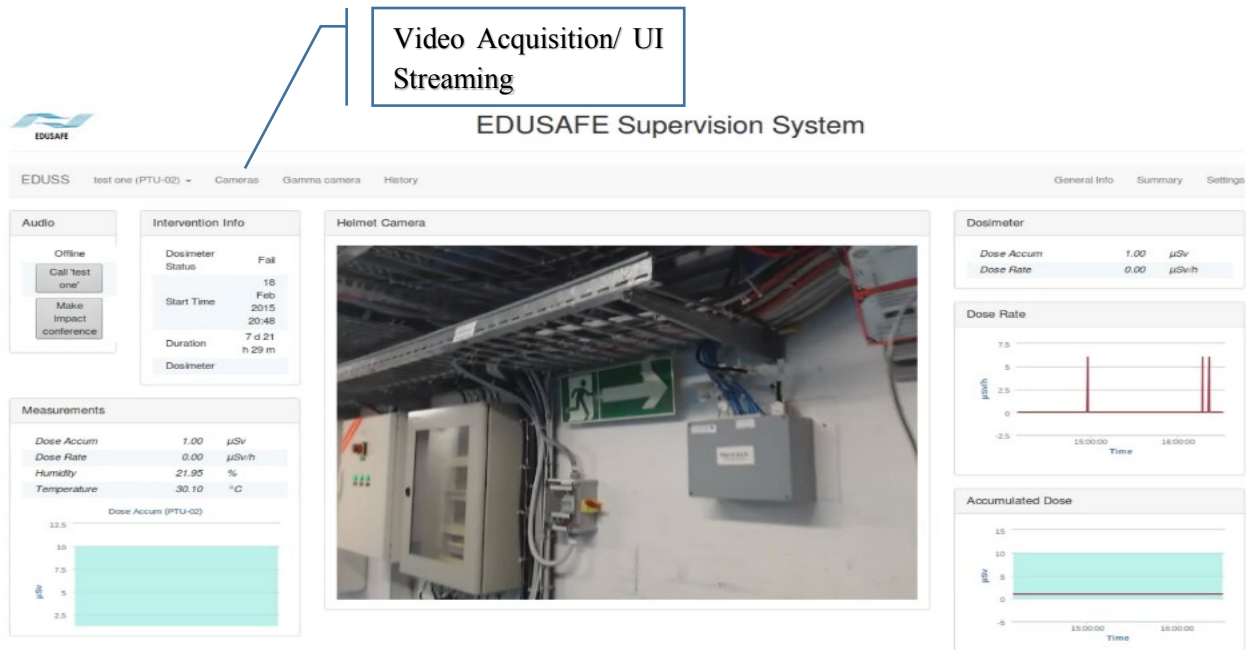 Video Acquisition/ UI
Streaming
EDUSAFE
EDUSAFE Supervision System
EDUSS test one (PTU-02) Cameras Gamma camera History General Info Summary Settings
Audio
Offline
Call 'test
one'
Make
Impact
conference
Intervention Info
Dosimeter
Status
Fail
Start Time
18
Feb
2015
20:48
Duration
7 d 21
h 29 m
Dosimeter
Measurements
Dose Accum 1.00 µSv
Dose Rate 0.00 µSv/h
Humidity 21.95 %
Temperature 30.10 °C
Dose Accum (PTU-02)
12.5
10
7.5
5
2.5
µSv
Helmet Camera
Dosimeter
Dose Accum 1.00 µSv
Dose Rate 0.00 µSv/h
Dose Rate
7.5
5
2.5
0
-2.5
µSv/h
15:00:00 16:00:00
Time
Accumulated Dose
15
10
5
0
-5
µSv
15:00:00 16:00:00
Time